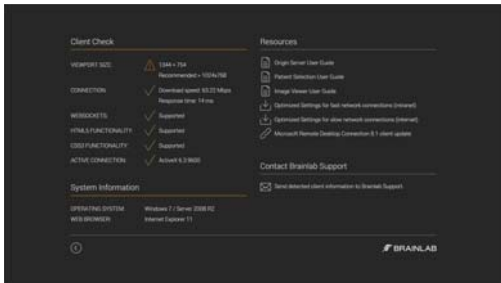 Client Check
VIEWPORT SIZE:
1344 × 754
Recommended > 1024x768
CONNECTION:
Download speed: 63.22 Mbps
Response time: 14 ms
WEBSOCKETS:
Supported
HTML5 FUNCTIONALITY:
Supported
CSS3 FUNCTIONALITY:
Supported
ACTIVE CONNECTION:
ActiveX 6.3.9600
System Information
OPERATING SYSTEM:
Windows 7 / Server 2008 R2
WEB BROWSER:
Internet Explorer 11
Resources
Origin Server User Guide
Patient Selection User Guide
Image Viewer User Guide
Optimized Settings for fast network connections (intranet)
Optimized Settings for slow network connections (internet)
Microsoft Remote Desktop Connection 8.1 client update
Contact Brainlab Support
Send detected client information to Brainlab Support.
BRAINLAB